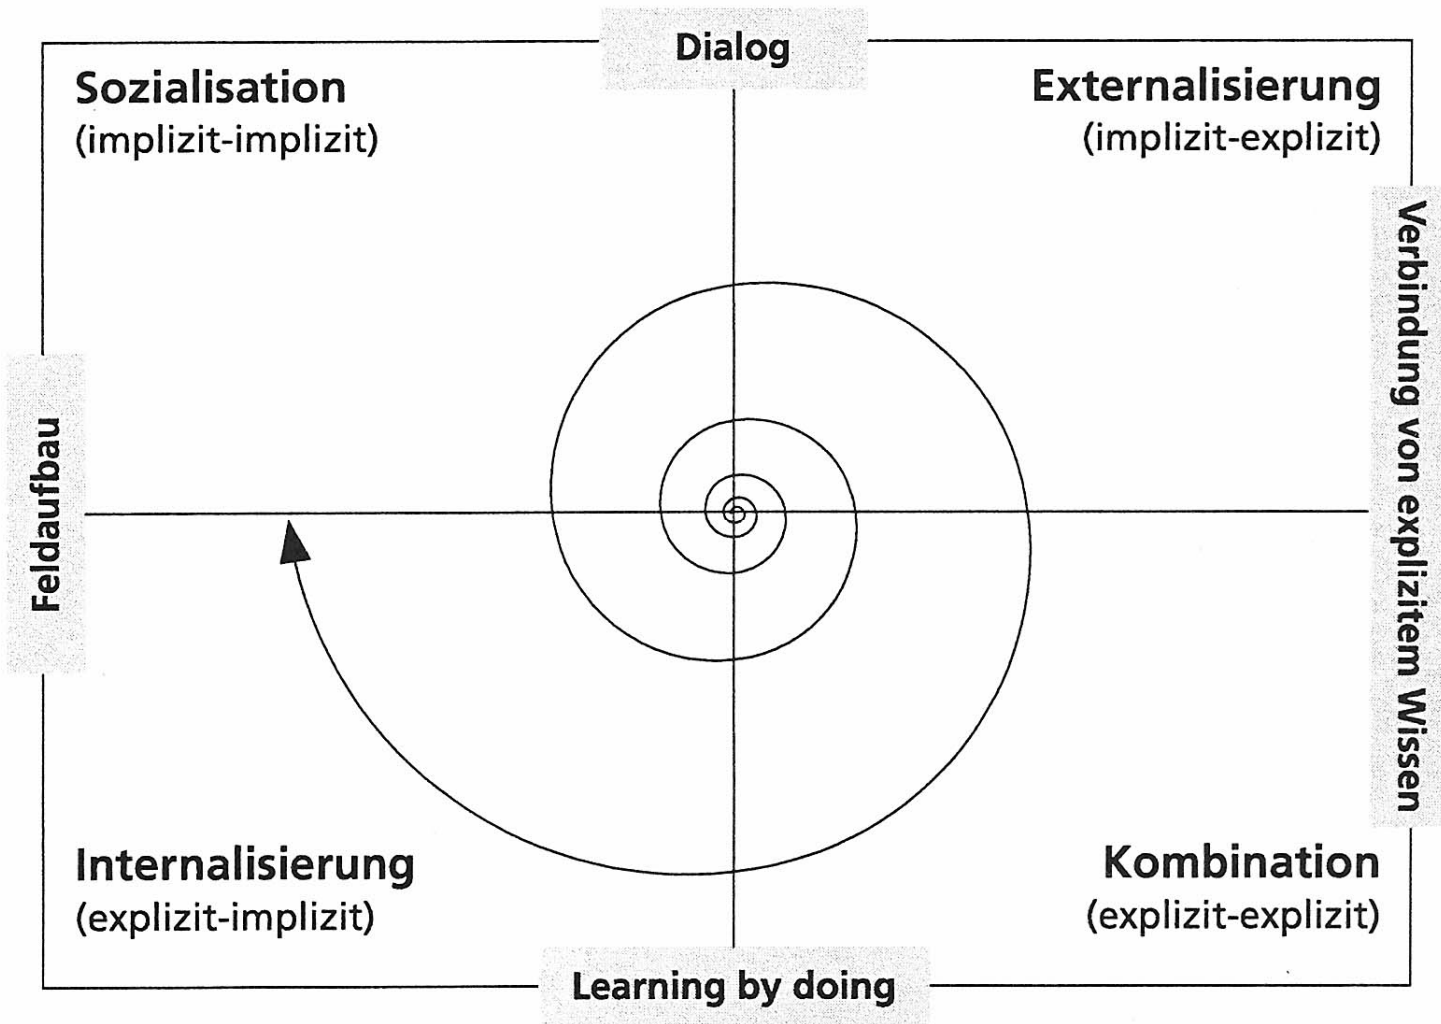 Dialog
Sozialisation
(implizit-implizit)
Externalisierung
(implizit-explizit)
Feldaufbau
Verbindung von explizitem Wissen
Internalisierung
(explizit-implizit)
Kombination
(explizit-explizit)
Learning by doing